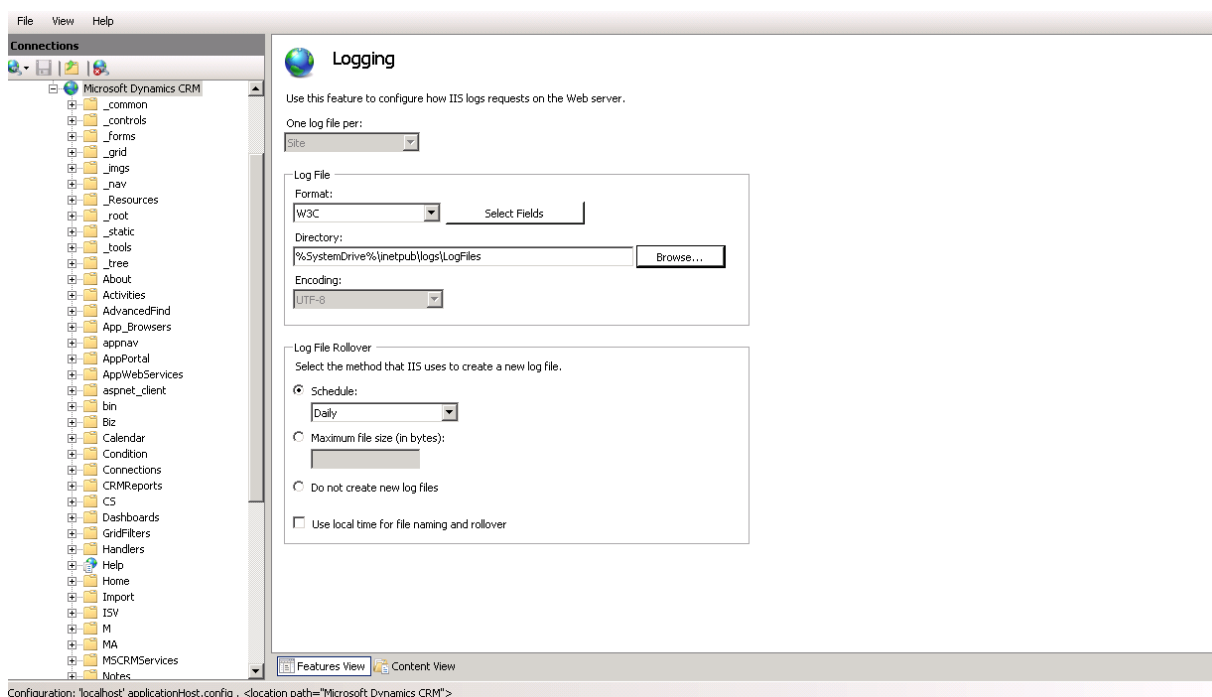 File View Help
Connections
Microsoft Dynamics CRM
_common
_controls
_forms
_grid
_imgs
_nav
_Resources
_root
_static
_tools
_tree
About
Activities
AdvancedFind
App_Browsers
appnav
AppPortal
AppWebServices
aspnet_client
bin
Biz
Calendar
Condition
Connections
CRMReports
CS
Dashboards
GridFilters
Handlers
Help
Home
Import
ISV
M
MA
MSCRMServices
Notes
Logging
Use this feature to configure how IIS logs requests on the Web server.
One log file per:
Site
Log File
Format:
W3C Select Fields
Directory:
%SystemDrive%\inetpub\logs\LogFiles Browse...
Encoding:
UTF-8
Log File Rollover
Select the method that IIS uses to create a new log file.
Schedule:
Daily
Maximum file size (in bytes):
Do not create new log files
Use local time for file naming and rollover
Features View Content View
Configuration: 'localhost' applicationHost.config , <location path="Microsoft Dynamics CRM">